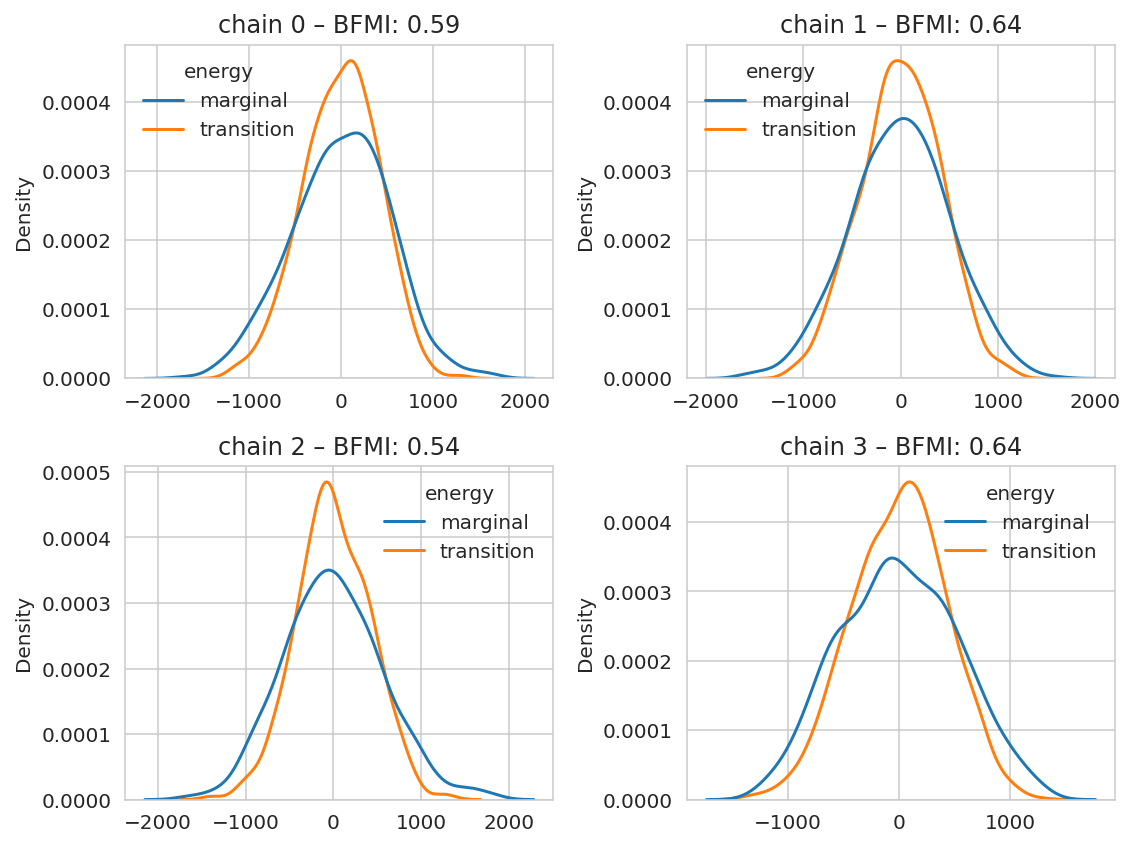 chain 0 – BFMI: 0.59
energy
marginal
transition
Density
0.0004
0.0003
0.0002
0.0001
0.0000
−2000 −1000 0 1000 2000
chain 1 – BFMI: 0.64
energy
marginal
transition
Density
0.0004
0.0003
0.0002
0.0001
0.0000
−2000 −1000 0 1000 2000
chain 2 – BFMI: 0.54
energy
marginal
transition
Density
0.0005
0.0004
0.0003
0.0002
0.0001
0.0000
−2000 −1000 0 1000 2000
chain 3 – BFMI: 0.64
energy
marginal
transition
Density
0.0004
0.0003
0.0002
0.0001
0.0000
−1000 0 1000